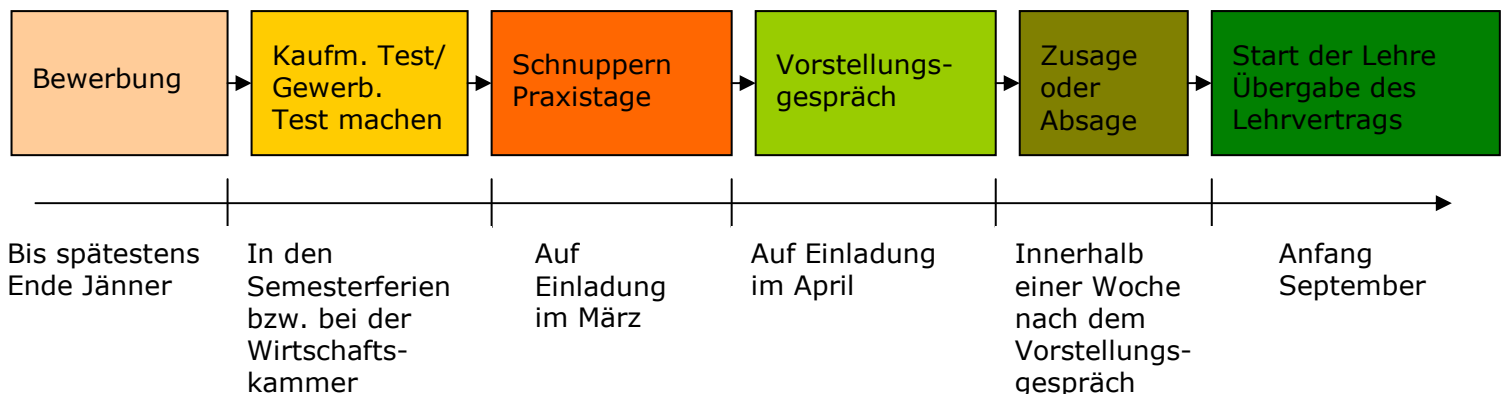 Bewerbung
Kaufm. Test/
Gewerb.
Test machen
Schnuppern
Praxistage
Vorstellungs-
gespräch
Zusage
oder
Absage
Start der Lehre
Übergabe des
Lehrvertrags
Bis spätestens
Ende Jänner
In den
Semesterferien
bzw. bei der
Wirtschafts-
kammer
Auf
Einladung
im März
Auf Einladung
im April
Innerhalb
einer Woche
nach dem
Vorstellungs-
gespräch
Anfang
September